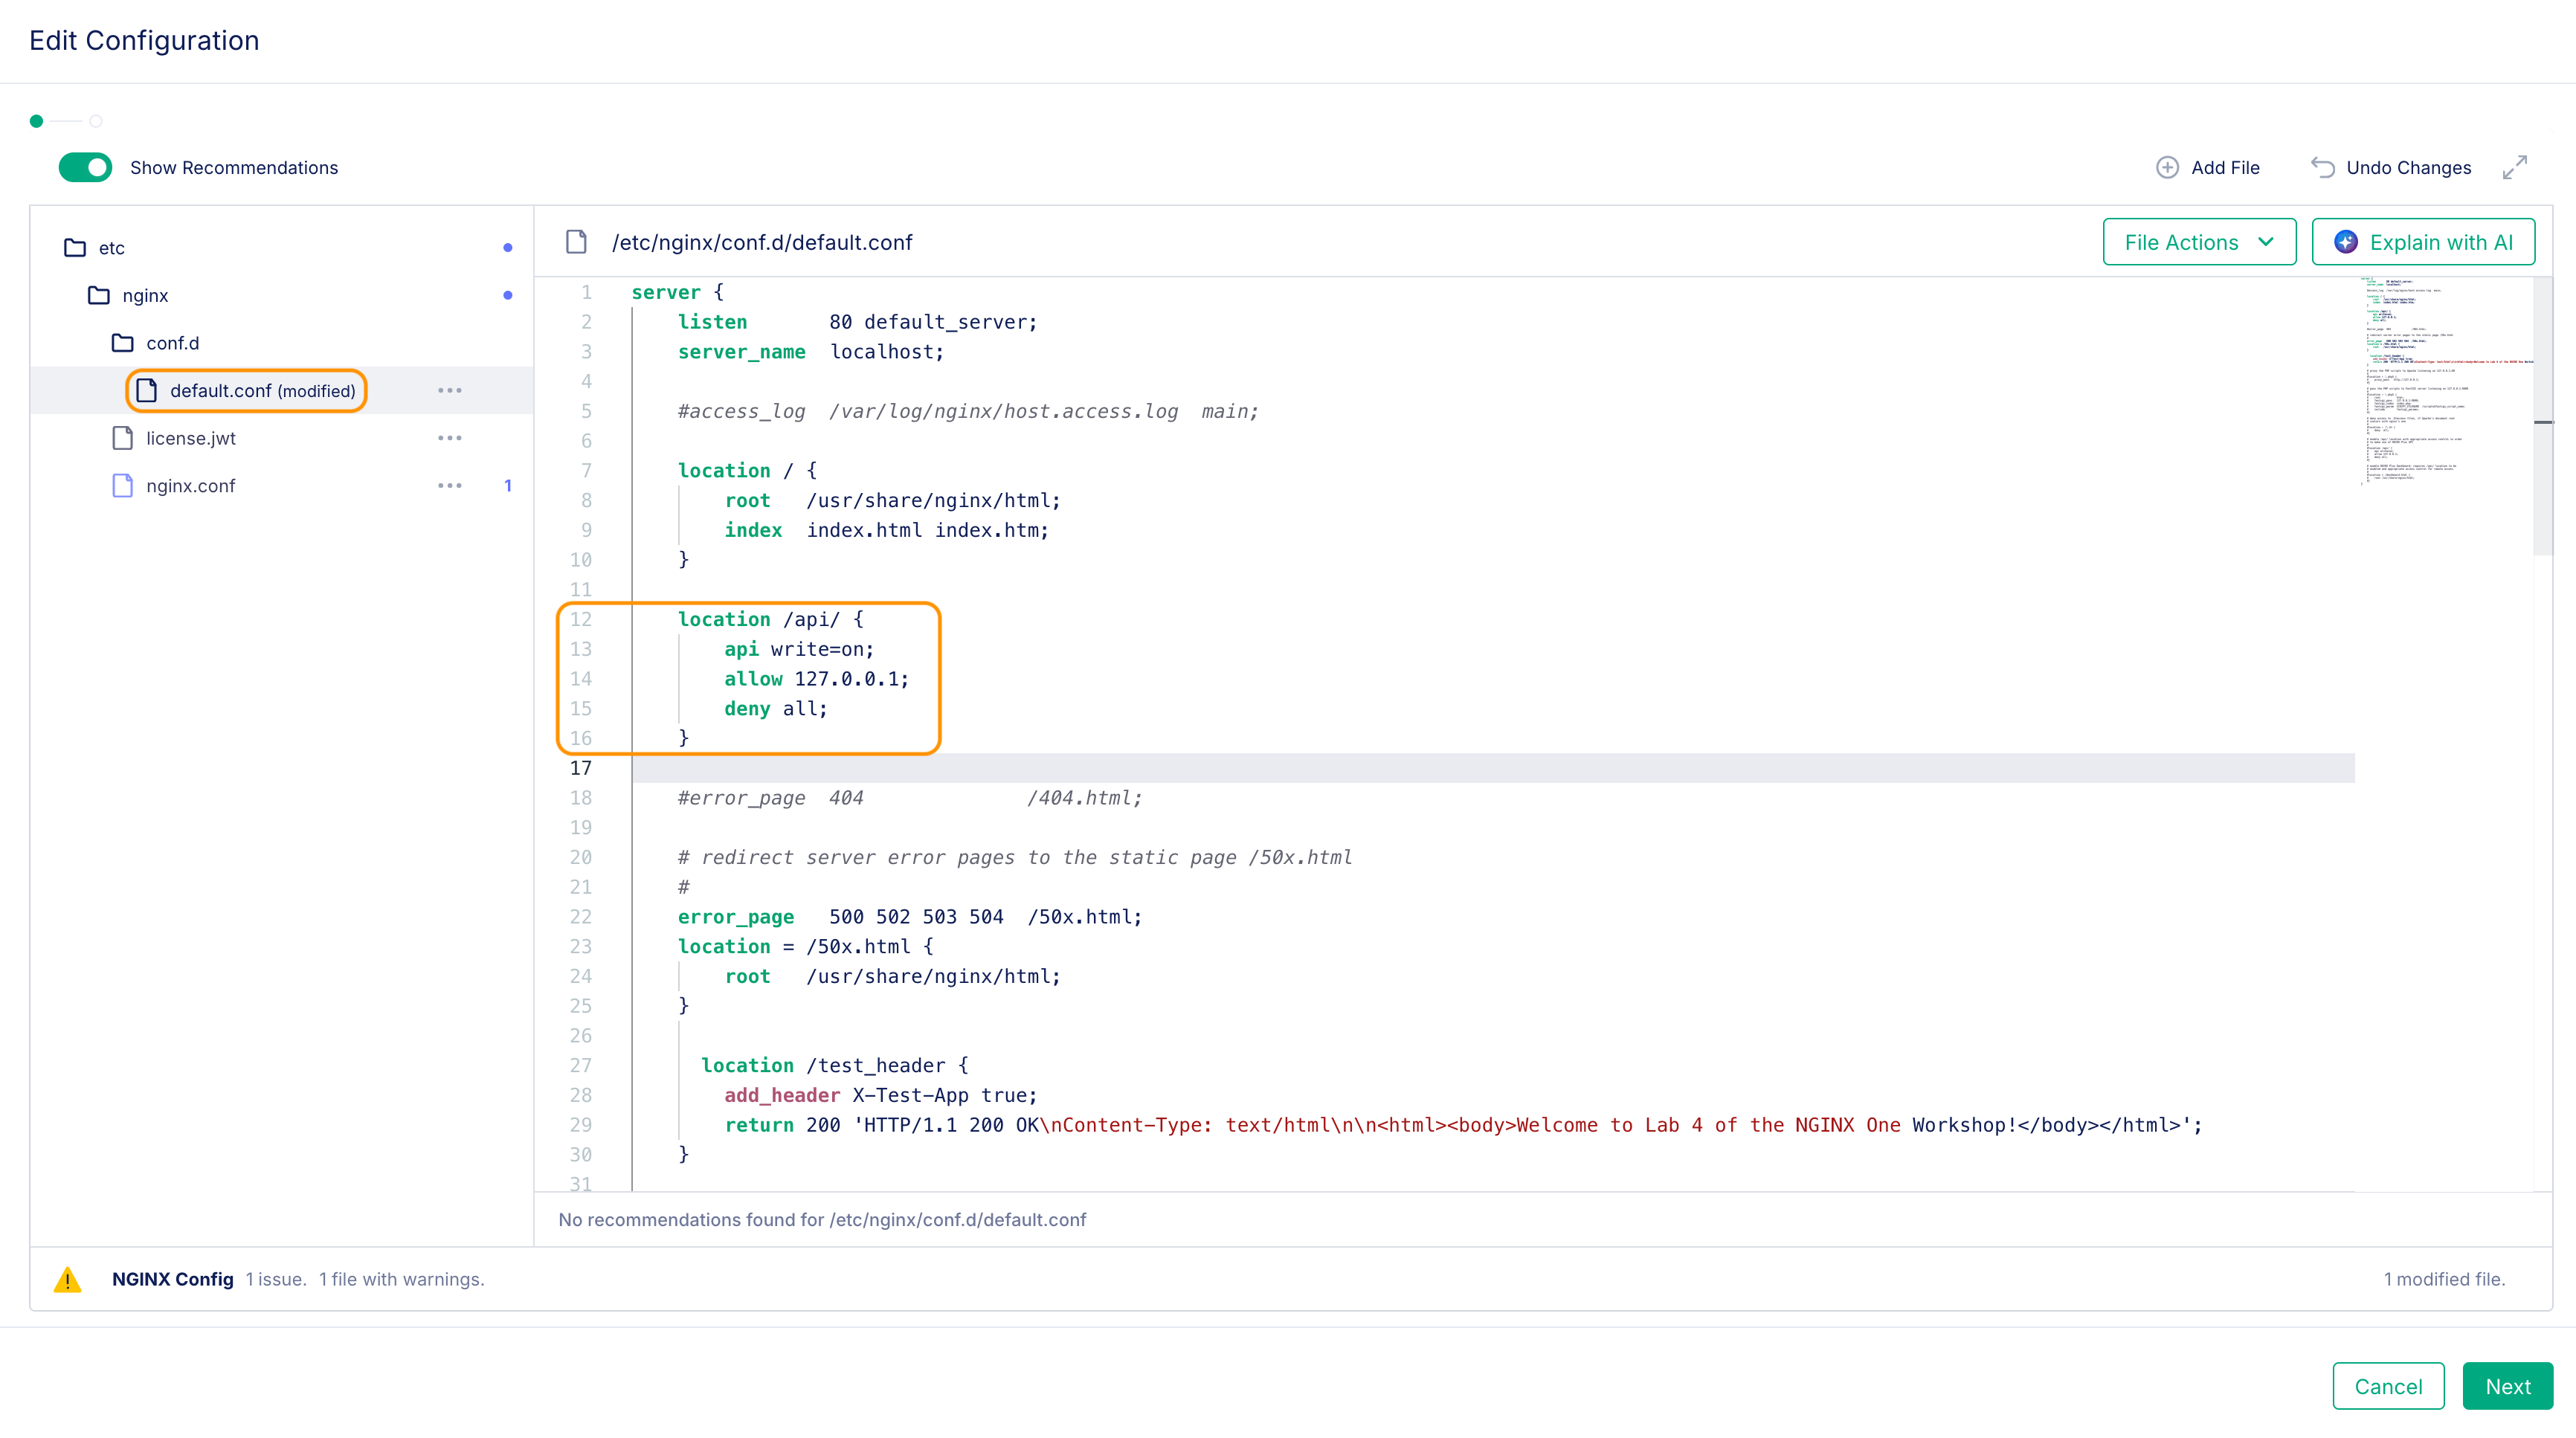 Edit Configuration
Show Recommendations
Add File
Undo Changes
etc
nginx
conf.d
default.conf (modified)
license.jwt
nginx.conf
1
/etc/nginx/conf.d/default.conf
File Actions
Explain with AI
1 server {
2     listen       80 default_server;
3     server_name  localhost;
4
5     #access_log  /var/log/nginx/host.access.log  main;
6
7     location / {
8         root   /usr/share/nginx/html;
9         index  index.html index.htm;
10     }
11
12     location /api/ {
13         api write=on;
14         allow 127.0.0.1;
15         deny all;
16     }
17
18     #error_page  404              /404.html;
19
20     # redirect server error pages to the static page /50x.html
21     #
22     error_page   500 502 503 504  /50x.html;
23     location = /50x.html {
24         root   /usr/share/nginx/html;
25     }
26
27       location /test_header {
28         add_header X-Test-App true;
29         return 200 'HTTP/1.1 200 OK\nContent-Type: text/html\n\n<html><body>Welcome to Lab 4 of the NGINX One Workshop!</body></html>';
30     }
31
No recommendations found for /etc/nginx/conf.d/default.conf
NGINX Config 1 issue. 1 file with warnings.
1 modified file.
Cancel
Next